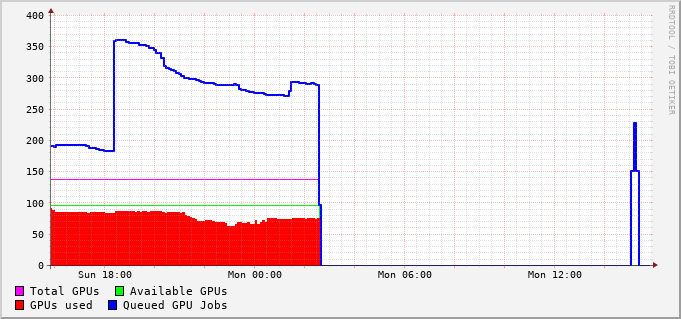 400
350
300
250
200
150
100
50
0
Sun 18:00 Mon 00:00 Mon 06:00 Mon 12:00
Total GPUs Available GPUs
GPUs used Queued GPU Jobs
RRDTOOL / TOBI OETIKER